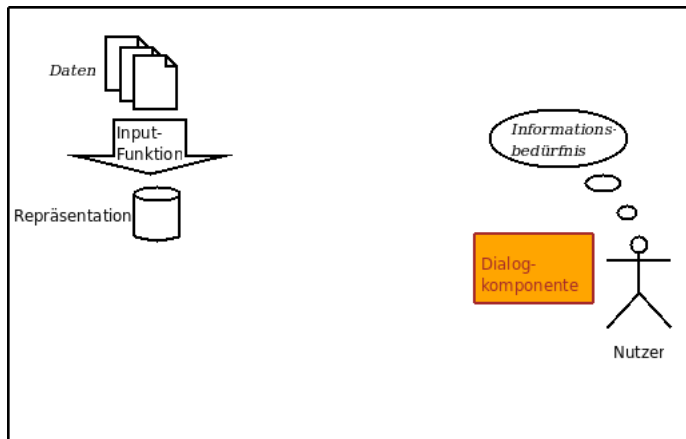 Daten
Input-
Funktion
Repräsentation
Informations-
bedürfnis
Dialog-
komponente
Nutzer